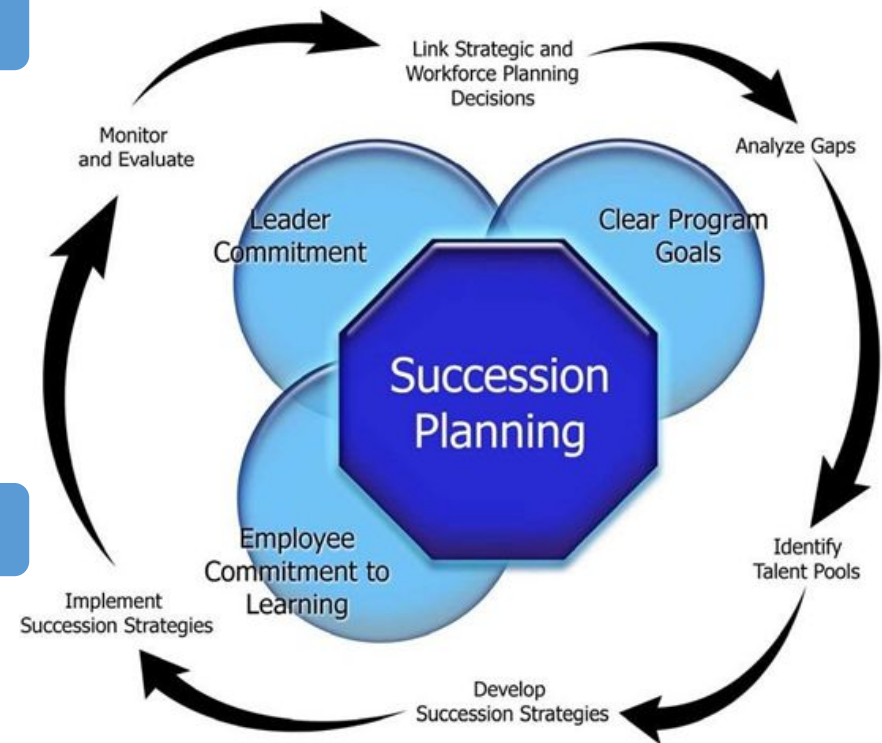 Link Strategic and
Workforce Planning
Decisions
Analyze Gaps
Identify
Talent Pools
Develop
Succession Strategies
Implement
Succession Strategies
Monitor
and Evaluate
Leader
Commitment
Clear Program
Goals
Succession
Planning
Employee
Commitment to
Learning